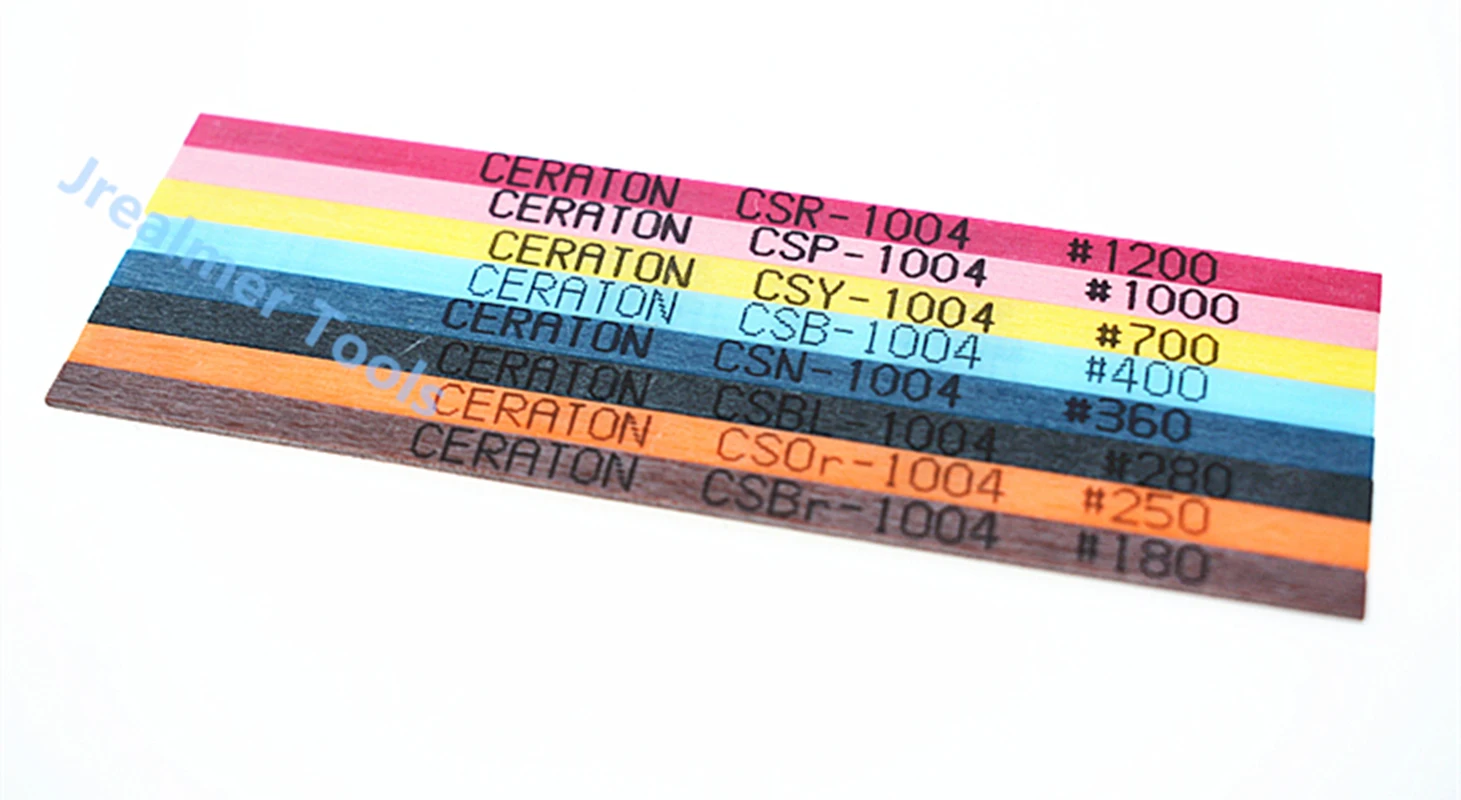 CERATON CSR-1004 #1200
CERATON CSP-1004 #1000
CERATON CSY-1004 #700
CERATON CSB-1004 #400
CERATON CSN-1004 #360
CERATON CSBl-1004 #280
CERATON CSOr-1004 #250
CERATON CSBr-1004 #180
Jrealmer Tools